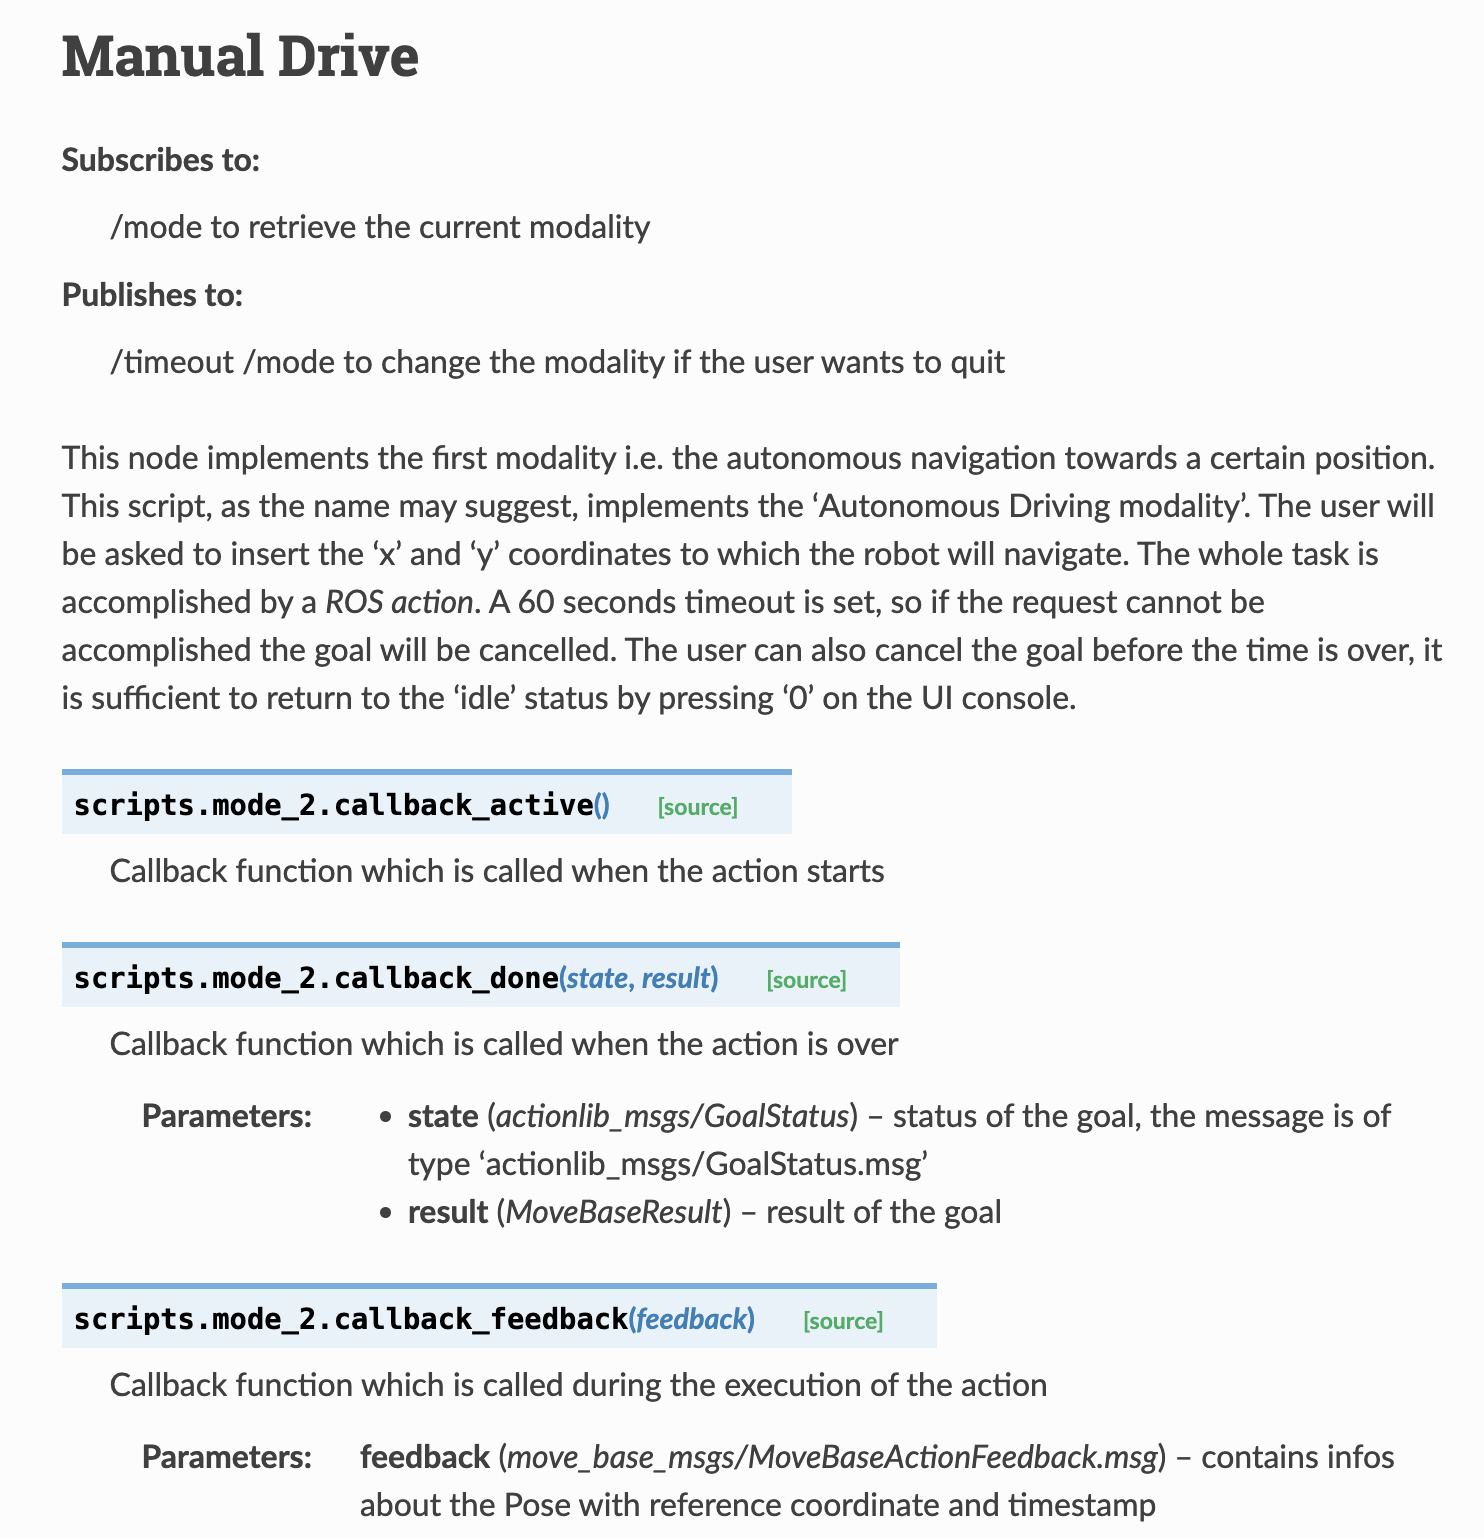 Manual Drive
Subscribes to:
/mode to retrieve the current modality
Publishes to:
/timeout /mode to change the modality if the user wants to quit
This node implements the first modality i.e. the autonomous navigation towards a certain position.
This script, as the name may suggest, implements the ‘Autonomous Driving modality’. The user will
be asked to insert the ‘x’ and ‘y’ coordinates to which the robot will navigate. The whole task is
accomplished by a ROS action. A 60 seconds timeout is set, so if the request cannot be
accomplished the goal will be cancelled. The user can also cancel the goal before the time is over, it
is sufficient to return to the ‘idle’ status by pressing ‘0’ on the UI console.
scripts.mode_2.callback_active() [source]
Callback function which is called when the action starts
scripts.mode_2.callback_done(state, result) [source]
Callback function which is called when the action is over
Parameters: • state (actionlib_msgs/GoalStatus) – status of the goal, the message is of
type ‘actionlib_msgs/GoalStatus.msg’
• result (MoveBaseResult) – result of the goal
scripts.mode_2.callback_feedback(feedback) [source]
Callback function which is called during the execution of the action
Parameters: feedback (move_base_msgs/MoveBaseActionFeedback.msg) – contains infos
about the Pose with reference coordinate and timestamp